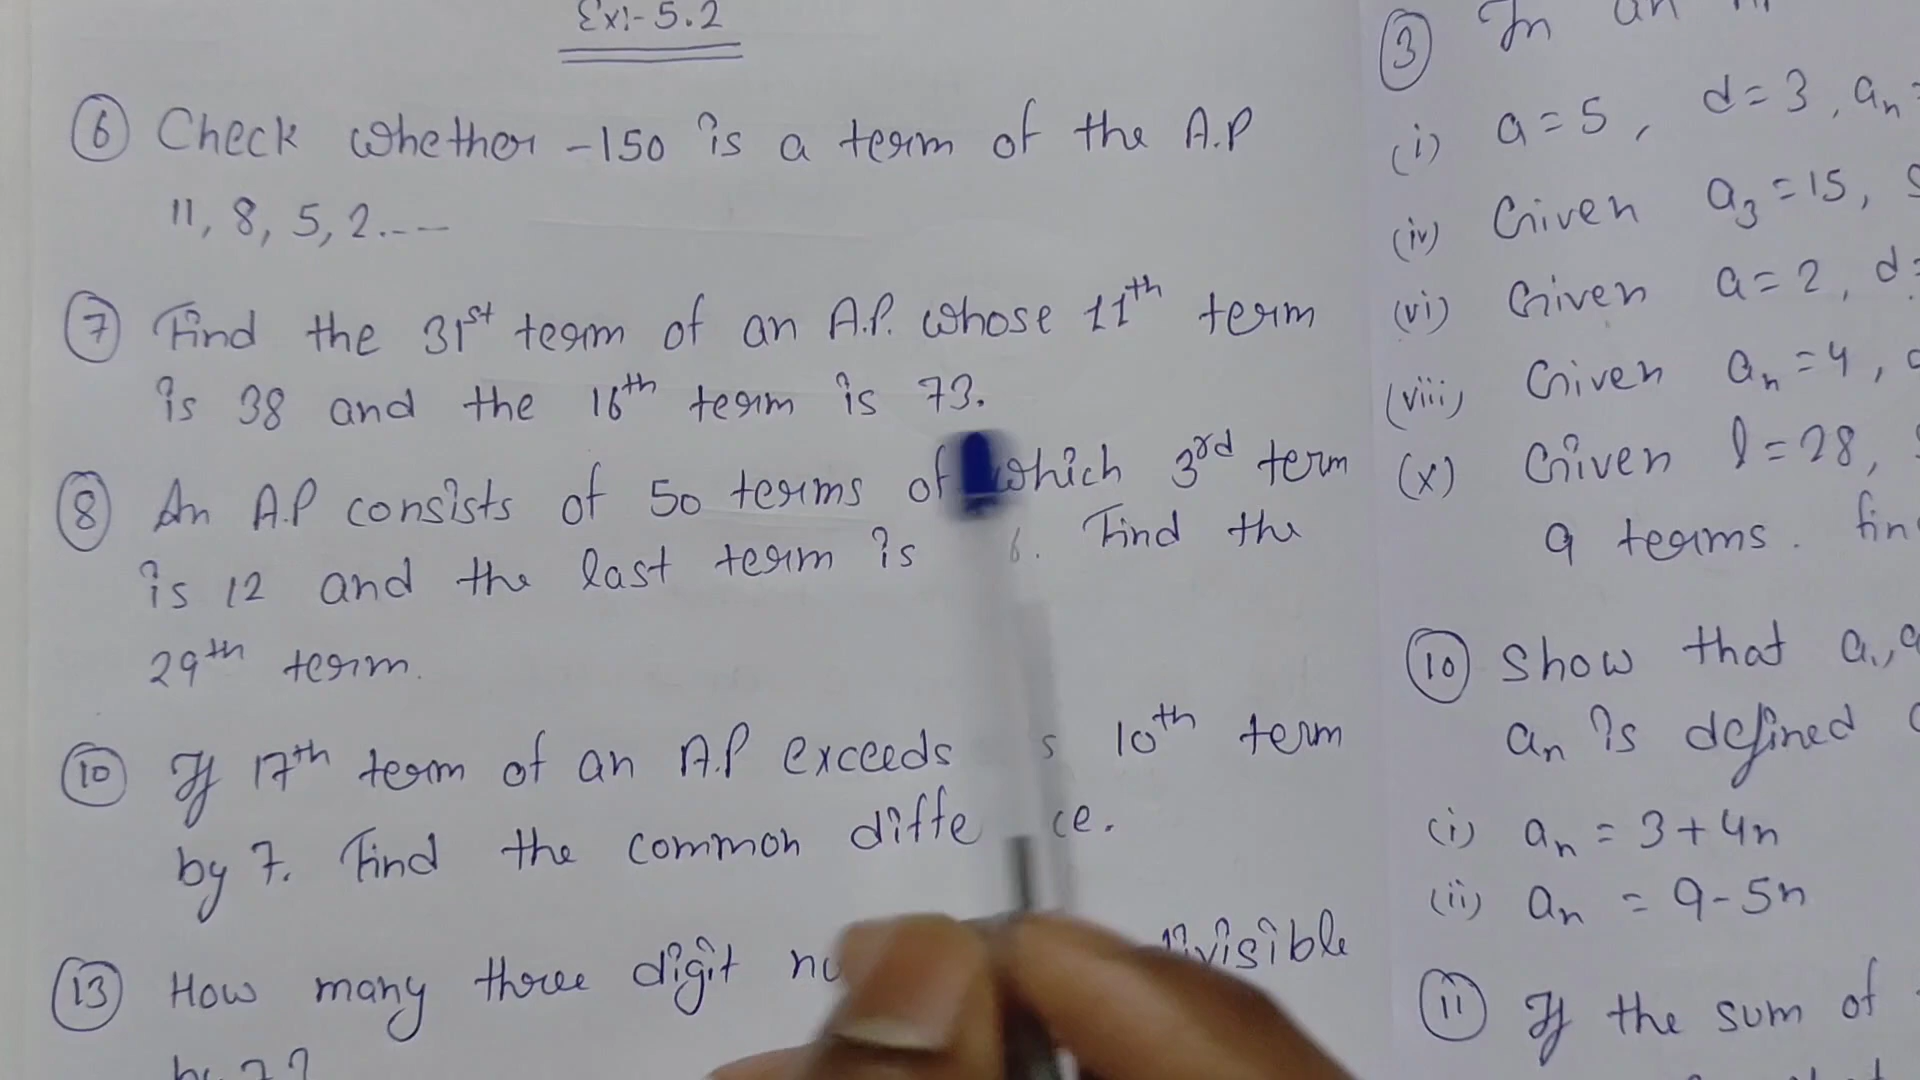 Ex:- 5.2
6 Check whether -150 is a term of the A.P
11, 8, 5, 2.---
7 Find the 31st term of an A.P. whose 11th term
is 38 and the 16th term is 73.
8 An A.P consists of 50 terms of which 3rd term
is 12 and the last term is 6. Find the
29th term.
10 If 17th term of an A.P exceeds s 10th term
by 7. Find the common diffe ce.
13 How many three digit divisible
by 7?
3 In an
(i) a = 5, d = 3, an =
(iv) Given a3 = 15,
(vi) Given a = 2, d =
(viii) Given an = 4,
(x) Given l = 28,
9 terms. fin
10 Show that a1,
an is defined
(i) an = 3 + 4n
(ii) an = 9 - 5n
11 If the sum of